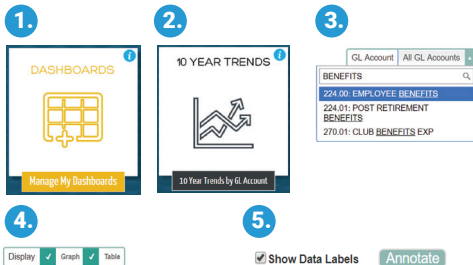 1.
2.
3.
DASHBOARDS
i
Manage My Dashboards
10 YEAR TRENDS
i
10 Year Trends by GL Account
GL Account All GL Accounts
BENEFITS
224.00: EMPLOYEE BENEFITS
224.01: POST RETIREMENT
BENEFITS
270.01: CLUB BENEFITS EXP
4.
5.
Display ✓ Graph ✓ Table
Show Data Labels Annotate